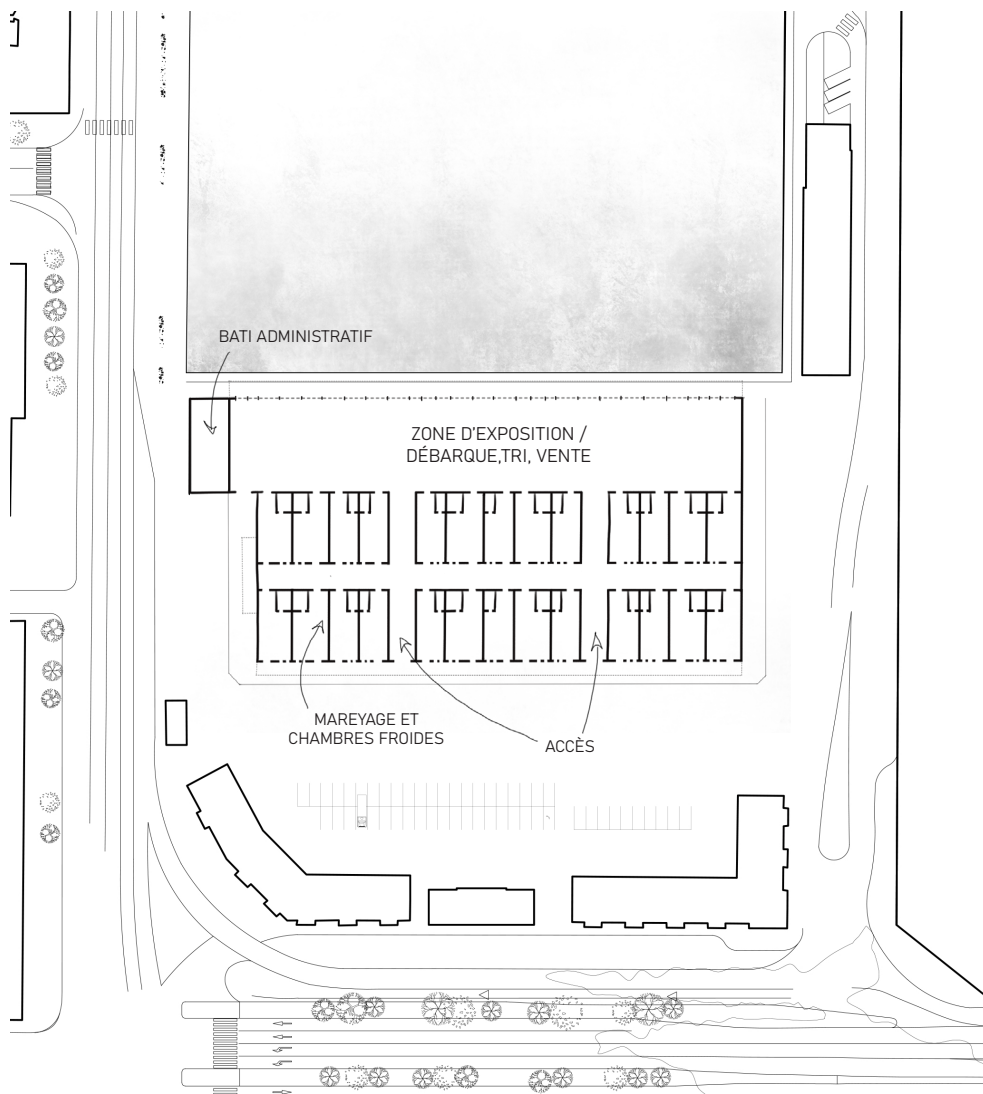 BATI ADMINISTRATIF
ZONE D'EXPOSITION /
DÉBARQUE,TRI, VENTE
MAREYAGE ET
CHAMBRES FROIDES
ACCÈS